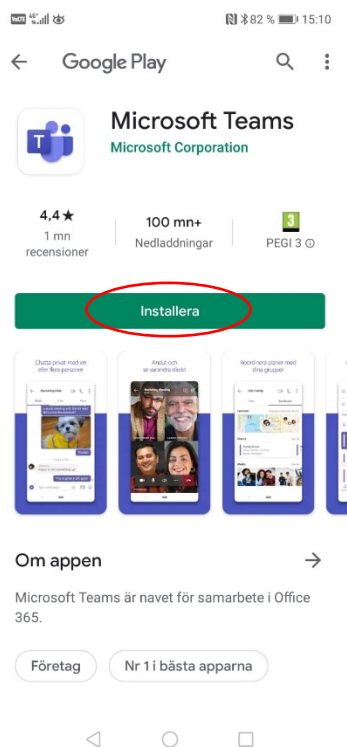 82 % 15:10
Google Play
Microsoft Teams
Microsoft Corporation
4,4★
1 mn
recensioner
100 mn+
Nedladdningar
3
PEGI 3
Installera
Chatta privat med en
eller flera personer
Anslut och
se varandra direkt
Koordinera planer med
dina grupper
Om appen
Microsoft Teams är navet för samarbete i Office
365.
Företag
Nr 1 i bästa apparna